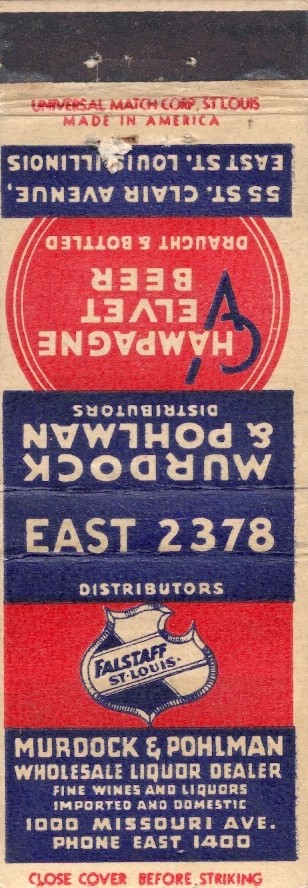 UNIVERSAL MATCH CORP., ST LOUIS
MADE IN AMERICA
MURDOCK
& POHLMAN
DISTRIBUTORS
CHAMPAGNE
VELVET
BEER
DRAUGHT & BOTTLED
55 ST. CLAIR AVENUE,
EAST ST. LOUIS, ILLINOIS
EAST 2378
DISTRIBUTORS
FALSTAFF
ST. LOUIS.
MURDOCK & POHLMAN
WHOLESALE LIQUOR DEALER
FINE WINES AND LIQUORS
IMPORTED AND DOMESTIC
1000 MISSOURI AVE.
PHONE EAST 1400
CLOSE COVER BEFORE STRIKING